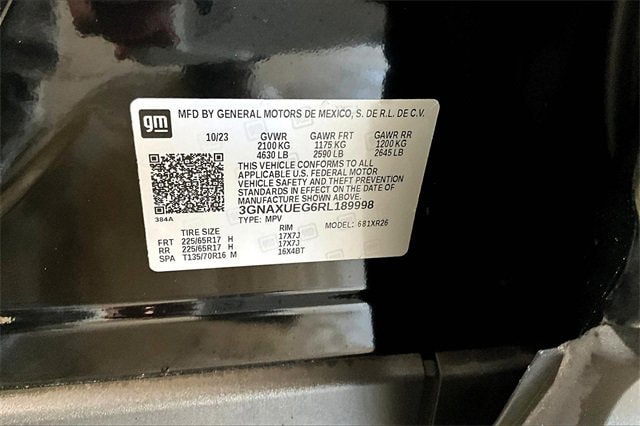 gm
MFD BY GENERAL MOTORS DE MEXICO, S. DE R.L. DE C.V.
10/23 GVWR GAWR FRT GAWR RR
2100 KG 1175 KG 1200 KG
4630 LB 2590 LB 2645 LB
THIS VEHICLE CONFORMS TO ALL
APPLICABLE U.S. FEDERAL MOTOR
VEHICLE SAFETY AND THEFT PREVENTION
STANDARDS IN EFFECT ON THE DATE
OF MANUFACTURE SHOWN ABOVE.
3GNAXUEG6RL189998
384A TYPE: MPV MODEL: 681XR26
TIRE SIZE RIM
FRT 225/65R17 H 17X7J
RR 225/65R17 H 17X7J
SPA T135/70R16 M 16X4BT